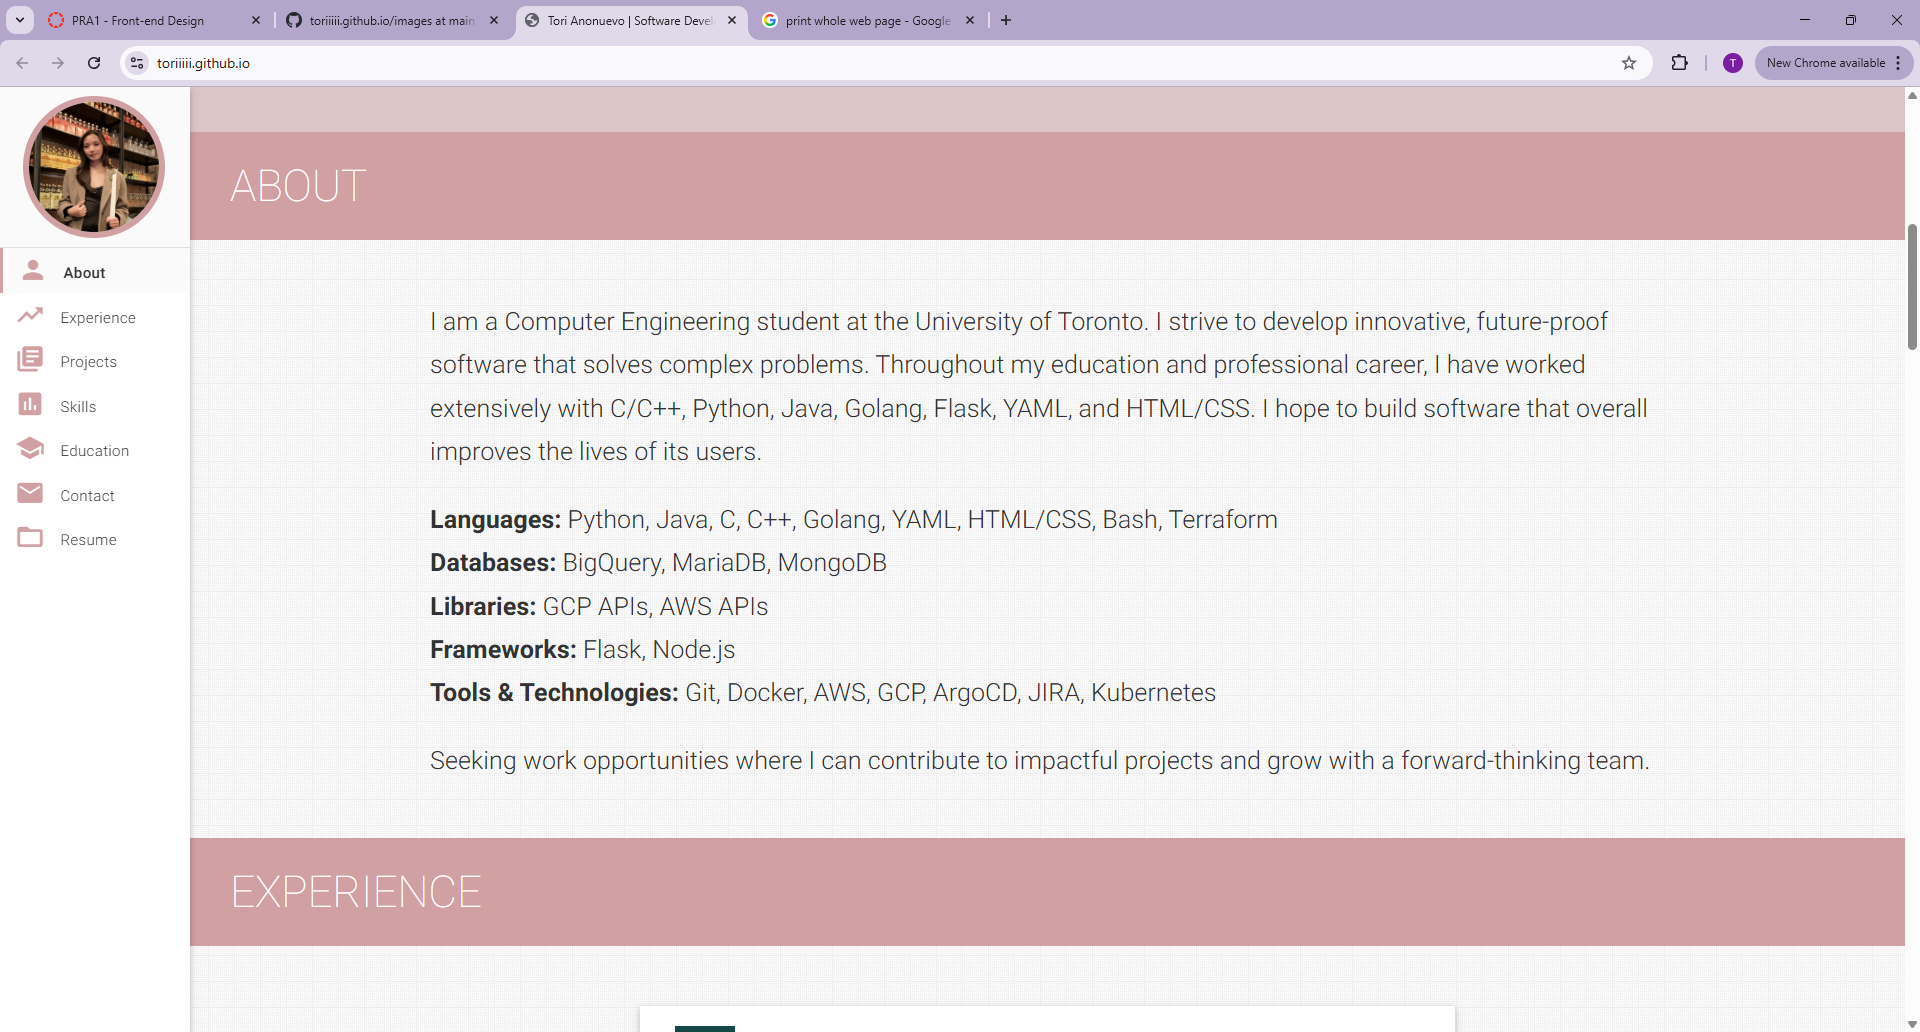 PRA1 - Front-end Design
toriiiii.github.io/images at main
Tori Anonuevo | Software Devel
print whole web page - Google
toriiiii.github.io
T
New Chrome available
About
Experience
Projects
Skills
Education
Contact
Resume
ABOUT
I am a Computer Engineering student at the University of Toronto. I strive to develop innovative, future-proof
software that solves complex problems. Throughout my education and professional career, I have worked
extensively with C/C++, Python, Java, Golang, Flask, YAML, and HTML/CSS. I hope to build software that overall
improves the lives of its users.
Languages: Python, Java, C, C++, Golang, YAML, HTML/CSS, Bash, Terraform
Databases: BigQuery, MariaDB, MongoDB
Libraries: GCP APIs, AWS APIs
Frameworks: Flask, Node.js
Tools & Technologies: Git, Docker, AWS, GCP, ArgoCD, JIRA, Kubernetes
Seeking work opportunities where I can contribute to impactful projects and grow with a forward-thinking team.
EXPERIENCE